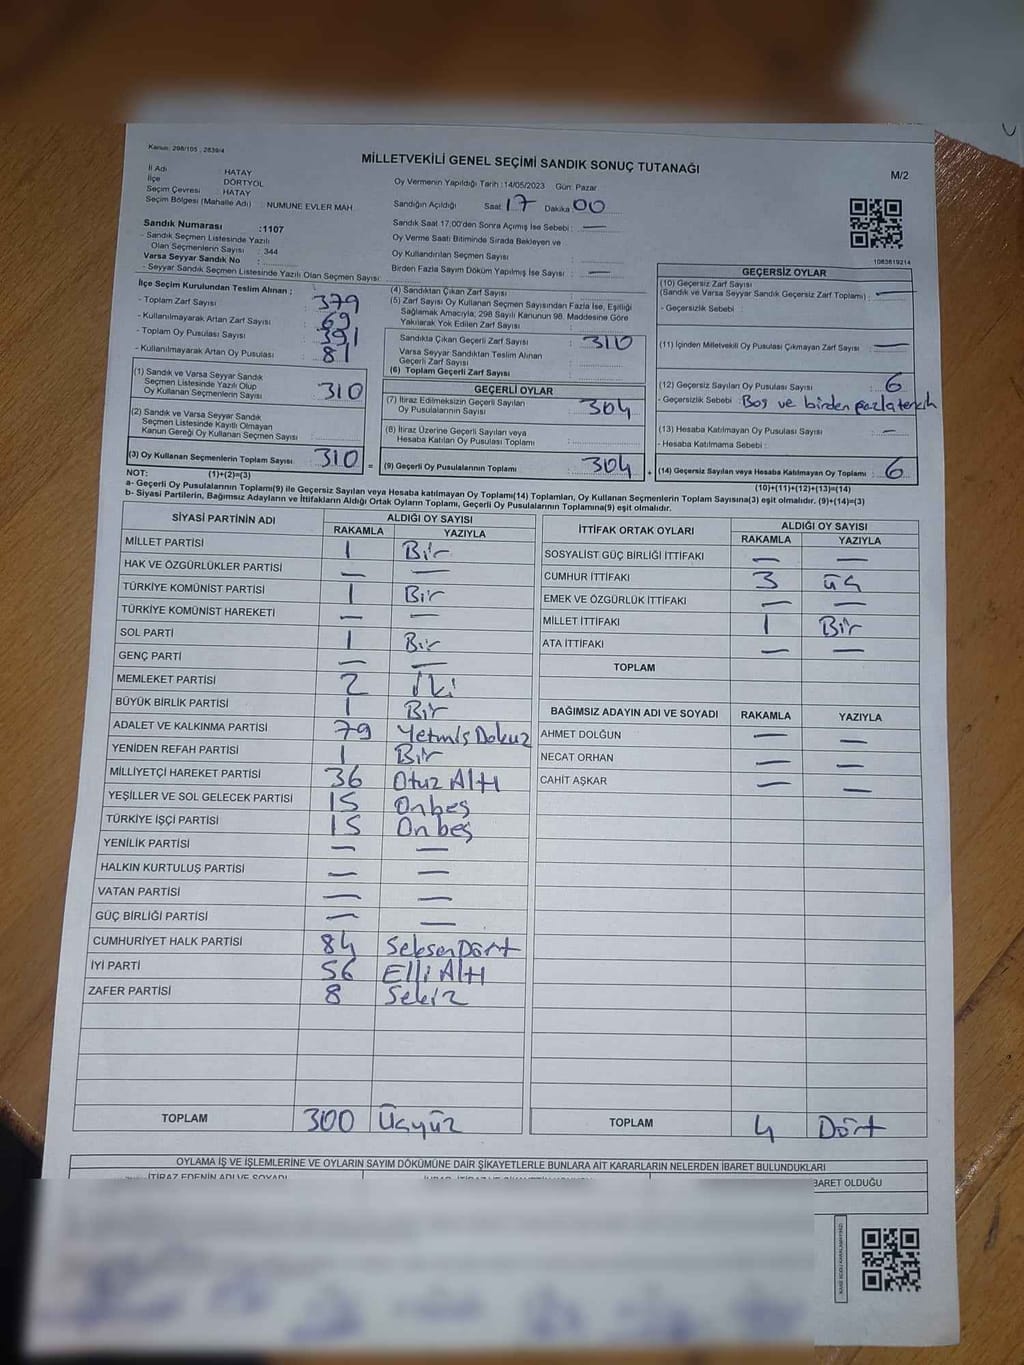 Kanun: 298/105 ; 2839/4
MİLLETVEKİLİ GENEL SEÇİMİ SANDIK SONUÇ TUTANAĞI
M/2
İl Adı HATAY
İlçe DÖRTYOL
Seçim Çevresi HATAY
Seçim Bölgesi (Mahalle Adı) : NUMUNE EVLER MAH.
Oy Vermenin Yapıldığı Tarih :14/05/2023 Gün: Pazar
Sandığın Açıldığı Saat 17 Dakika 00
Sandık Saat 17:00'den Sonra Açımış İse Sebebi : —
Oy Verme Saati Bitiminde Sırada Bekleyen ve
Oy Kullandırılan Seçmen Sayısı :
Birden Fazla Sayım Döküm Yapılmış İse Sayısı : —
Sandık Numarası :1107
- Sandık Seçmen Listesinde Yazılı
Olan Seçmenlerin Sayısı : 344
Varsa Seyyar Sandık No :
- Seyyar Sandık Seçmen Listesinde Yazılı Olan Seçmen Sayısı:
İlçe Seçim Kurulundan Teslim Alınan ;
- Toplam Zarf Sayısı : 379
- Kullanılmayarak Artan Zarf Sayısı : 69
- Toplam Oy Pusulası Sayısı : 391
- Kullanılmayarak Artan Oy Pusulası : 81
(1) Sandık ve Varsa Seyyar Sandık
Seçmen Listesinde Yazılı Olup
Oy Kullanan Seçmenlerin Sayısı : 310
(2) Sandık ve Varsa Seyyar Sandık
Seçmen Listesinde Kayıtlı Olmayan
Kanun Gereği Oy Kullanan Seçmen Sayısı :
(3) Oy Kullanan Seçmenlerin Toplam Sayısı : 310
(1)+(2)=(3)
(4) Sandıktan Çıkan Zarf Sayısı :
(5) Zarf Sayısı Oy Kullanan Seçmen Sayısından Fazla İse, Eşitliği
Sağlamak Amacıyla; 298 Sayılı Kanunun 98. Maddesine Göre
Yakılarak Yok Edilen Zarf Sayısı :
Sandıkta Çıkan Geçerli Zarf Sayısı : 310
Varsa Seyyar Sandıktan Teslim Alınan
Geçerli Zarf Sayısı :
(6) Toplam Geçerli Zarf Sayısı :
GEÇERLİ OYLAR
(7) İtiraz Edilmeksizin Geçerli Sayılan
Oy Pusulalarının Sayısı : 304
(8) İtiraz Üzerine Geçerli Sayılan veya
Hesaba Katılan Oy Pusulası Toplamı :
= (9) Geçerli Oy Pusulalarının Toplamı : 304
1083819214
GEÇERSİZ OYLAR
(10) Geçersiz Zarf Sayısı
(Sandık ve Varsa Seyyar Sandık Geçersiz Zarf Toplamı) : —
- Geçersizlik Sebebi :
(11) İçinden Milletvekili Oy Pusulası Çıkmayan Zarf Sayısı : —
(12) Geçersiz Sayılan Oy Pusulası Sayısı : 6
- Geçersizlik Sebebi : Boş ve birden fazla tercih
(13) Hesaba Katılmayan Oy Pusulası Sayısı : —
- Hesaba Katılmama Sebebi :
+ (14) Geçersiz Sayılan veya Hesaba Katılmayan Oy Toplamı : 6
(10)+(11)+(12)+(13)=(14)
NOT:
a- Geçerli Oy Pusulalarının Toplamı(9) ile Geçersiz Sayılan veya Hesaba katılmayan Oy Toplamı(14) Toplamları, Oy Kullanan Seçmenlerin Toplam Sayısına(3) eşit olmalıdır. (9)+(14)=(3)
b- Siyasi Partilerin, Bağımsız Adayların ve İttifakların Aldığı Ortak Oyların Toplamı, Geçerli Oy Pusulalarının Toplamına(9) eşit olmalıdır.
SİYASİ PARTİNİN ADI ALDIĞI OY SAYISI
RAKAMLA YAZIYLA
MİLLET PARTİSİ 1 Bir
HAK VE ÖZGÜRLÜKLER PARTİSİ — —
TÜRKİYE KOMÜNİST PARTİSİ 1 Bir
TÜRKİYE KOMÜNİST HAREKETİ — —
SOL PARTİ 1 Bir
GENÇ PARTİ — —
MEMLEKET PARTİSİ 2 İki
BÜYÜK BİRLİK PARTİSİ 1 Bir
ADALET VE KALKINMA PARTİSİ 79 Yetmiş Dokuz
YENİDEN REFAH PARTİSİ 1 Bir
MİLLİYETÇİ HAREKET PARTİSİ 36 Otuz Altı
YEŞİLLER VE SOL GELECEK PARTİSİ 15 Onbeş
TÜRKİYE İŞÇİ PARTİSİ 15 Onbeş
YENİLİK PARTİSİ — —
HALKIN KURTULUŞ PARTİSİ — —
VATAN PARTİSİ — —
GÜÇ BİRLİĞİ PARTİSİ — —
CUMHURİYET HALK PARTİSİ 84 Seksen Dört
İYİ PARTİ 56 Elli Altı
ZAFER PARTİSİ 8 Sekiz
TOPLAM 300 Üçyüz
İTTİFAK ORTAK OYLARI ALDIĞI OY SAYISI
RAKAMLA YAZIYLA
SOSYALİST GÜÇ BİRLİĞİ İTTİFAKI — —
CUMHUR İTTİFAKI 3 üç
EMEK VE ÖZGÜRLÜK İTTİFAKI — —
MİLLET İTTİFAKI 1 Bir
ATA İTTİFAKI — —
TOPLAM
BAĞIMSIZ ADAYIN ADI VE SOYADI RAKAMLA YAZIYLA
AHMET DOLĞUN — —
NECAT ORHAN — —
CAHİT AŞKAR — —
TOPLAM 4 Dört
OYLAMA İŞ VE İŞLEMLERİNE VE OYLARIN SAYIM DÖKÜMÜNE DAİR ŞİKAYETLERLE BUNLARA AİT KARARLARIN NELERDEN İBARET BULUNDUKLARI
İTİRAZ EDENİN ADI VE SOYADI
BARET OLDUĞU